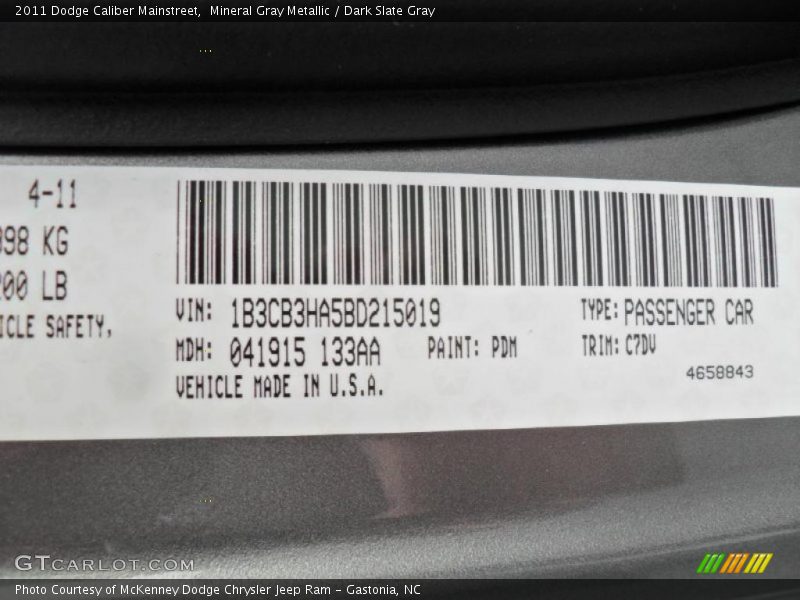 2011 Dodge Caliber Mainstreet, Mineral Gray Metallic / Dark Slate Gray
4-11
98 KG
00 LB
SAFETY,
VIN: 1B3CB3HA5BD215019 TYPE: PASSENGER CAR
MDH: 041915 133AA PAINT: PDM TRIM: C7DV
VEHICLE MADE IN U.S.A. 4658843
GTCARLOT.COM
Photo Courtesy of McKenney Dodge Chrysler Jeep Ram - Gastonia, NC